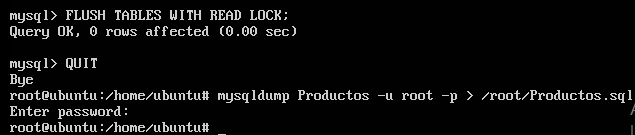 mysql> FLUSH TABLES WITH READ LOCK;
Query OK, 0 rows affected (0.00 sec)
mysql> QUIT
Bye
root@ubuntu:/home/ubuntu# mysqldump Productos -u root -p > /root/Productos.sql
Enter password:
root@ubuntu:/home/ubuntu# _